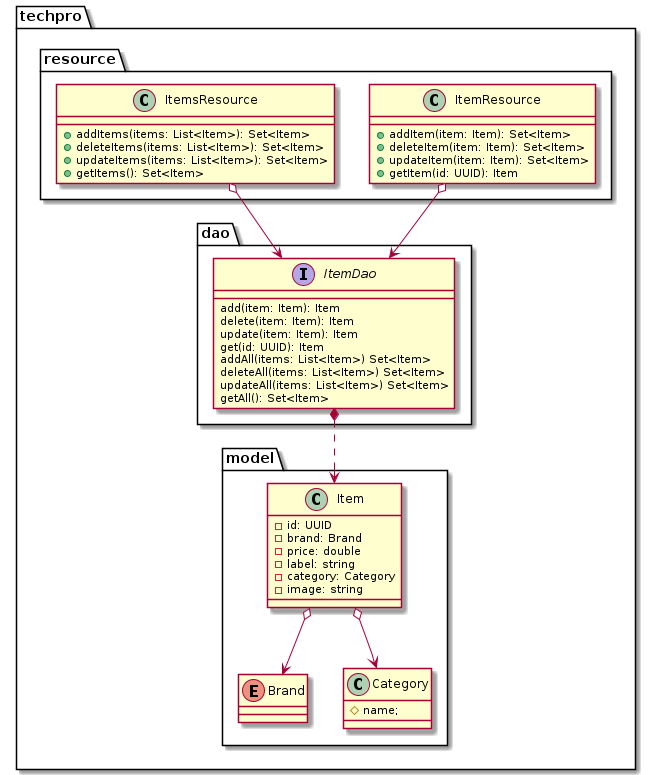 techpro
resource
C ItemsResource
addItems(items: List<Item>): Set<Item>
deleteItems(items: List<Item>): Set<Item>
updateItems(items: List<Item>): Set<Item>
getItems(): Set<Item>
C ItemResource
addItem(item: Item): Set<Item>
deleteItem(item: Item): Set<Item>
updateItem(item: Item): Set<Item>
getItem(id: UUID): Item
dao
I ItemDao
add(item: Item): Item
delete(item: Item): Item
update(item: Item): Item
get(id: UUID): Item
addAll(items: List<Item>) Set<Item>
deleteAll(items: List<Item>) Set<Item>
updateAll(items: List<Item>) Set<Item>
getAll(): Set<Item>
model
C Item
id: UUID
brand: Brand
price: double
label: string
category: Category
image: string
E Brand
C Category
name;